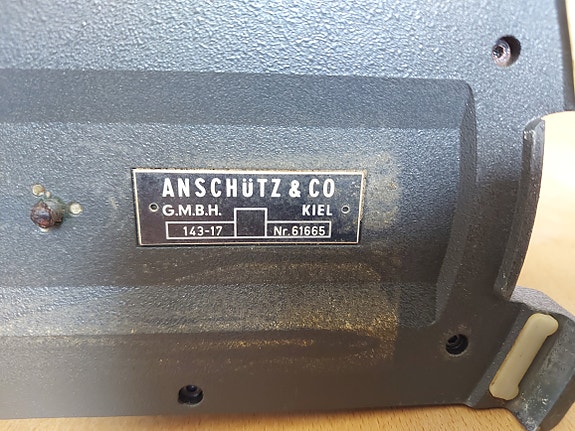 ANSCHÜTZ & CO
G.M.B.H. KIEL
143-17 Nr. 61665